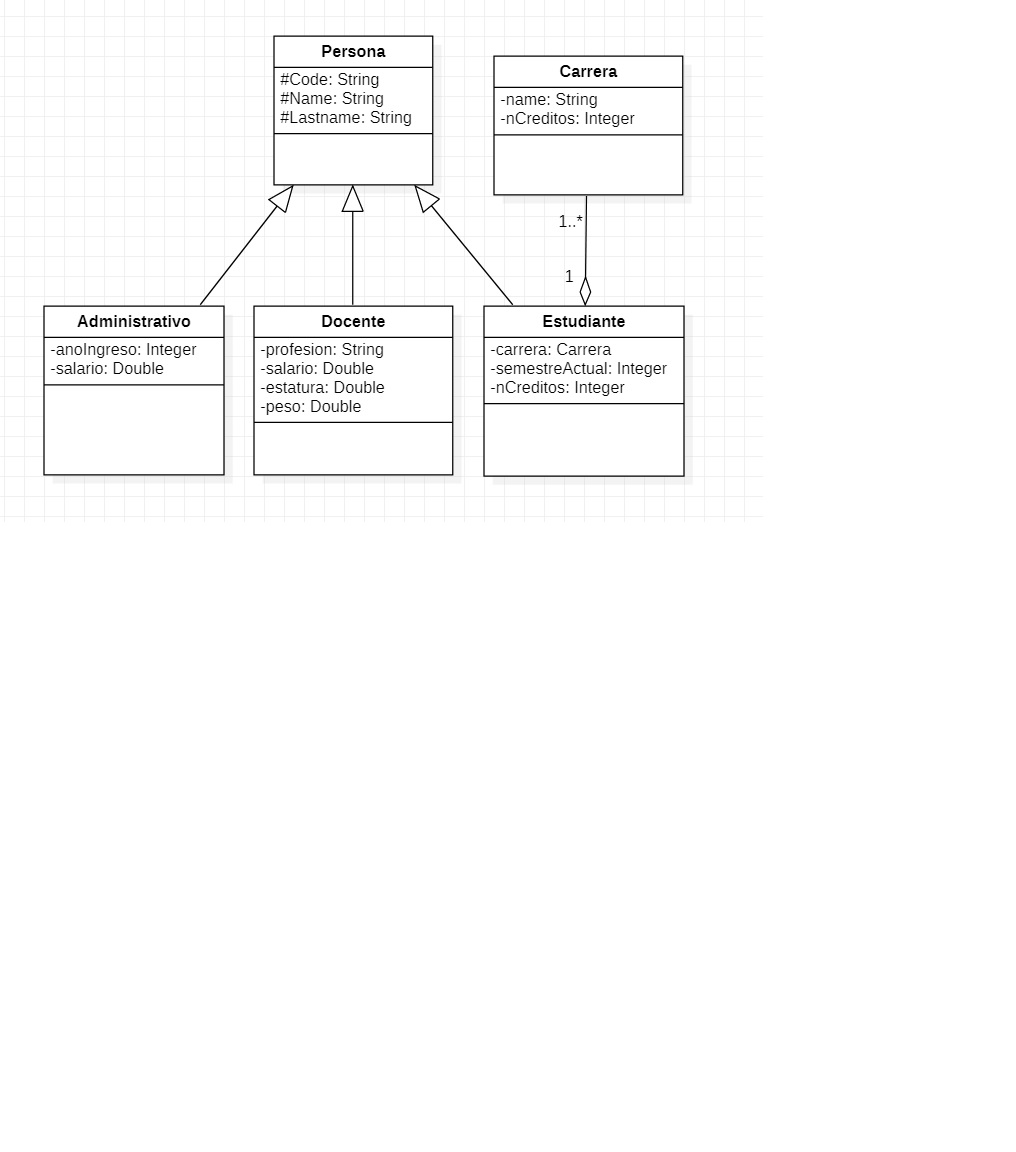 Persona
#Code: String
#Name: String
#Lastname: String
Carrera
-name: String
-nCreditos: Integer
1..*
1
Administrativo
-anoIngreso: Integer
-salario: Double
Docente
-profesion: String
-salario: Double
-estatura: Double
-peso: Double
Estudiante
-carrera: Carrera
-semestreActual: Integer
-nCreditos: Integer